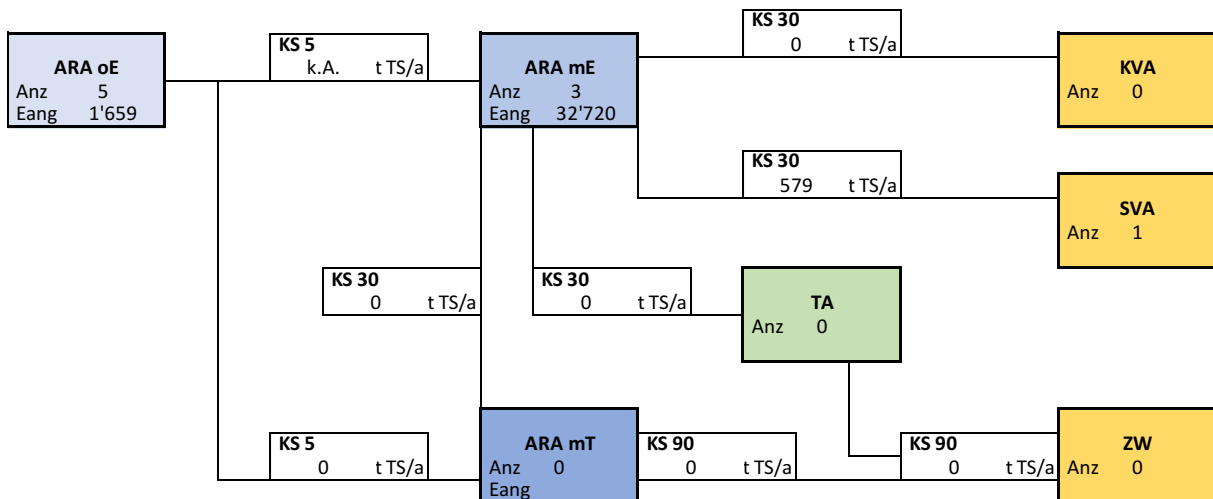 KS 30
0 t TS/a
KS 5
k.A. t TS/a
ARA oE
Anz 5
Eang 1'659
ARA mE
Anz 3
Eang 32'720
KVA
Anz 0
KS 30
579 t TS/a
SVA
Anz 1
KS 30
0 t TS/a
KS 30
0 t TS/a
TA
Anz 0
KS 5
0 t TS/a
ARA mT
Anz 0
Eang
KS 90
0 t TS/a
KS 90
0 t TS/a
ZW
Anz 0